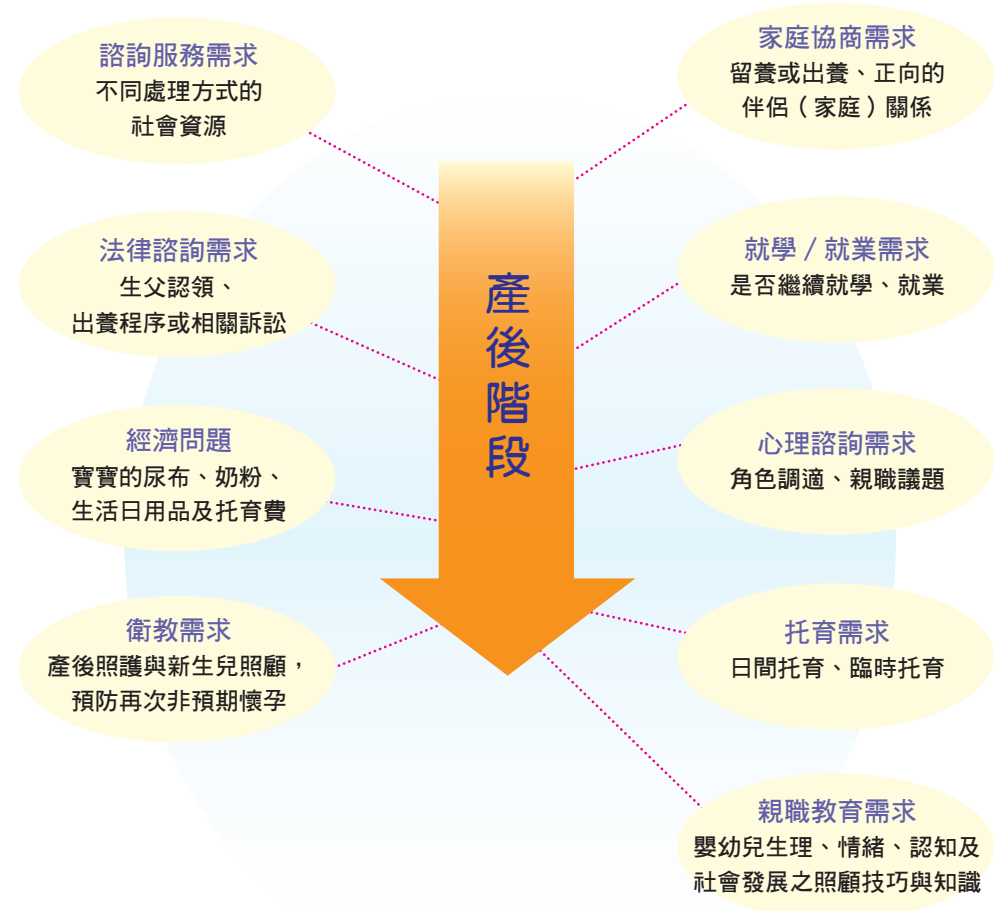 諮詢服務需求
不同處理方式的
社會資源
家庭協商需求
留養或出養、正向的
伴侶（家庭）關係
法律諮詢需求
生父認領、
出養程序或相關訴訟
就學／就業需求
是否繼續就學、就業
產後階段
經濟問題
寶寶的尿布、奶粉、
生活日用品及托育費
心理諮詢需求
角色調適、親職議題
衛教需求
產後照護與新生兒照顧，
預防再次非預期懷孕
托育需求
日間托育、臨時托育
親職教育需求
嬰幼兒生理、情緒、認知及
社會發展之照顧技巧與知識